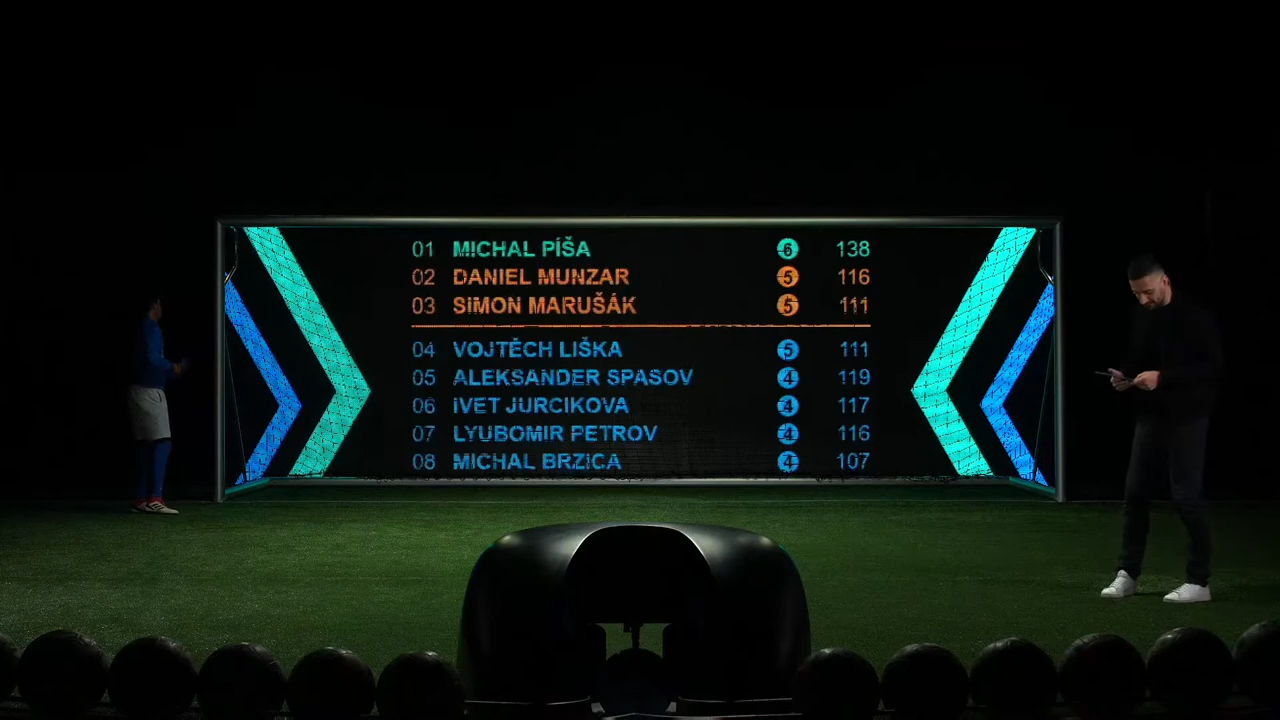 01 MICHAL PÍŠA 6 138
02 DANIEL MUNZAR 5 116
03 SIMON MARUŠÁK 5 111
04 VOJTĚCH LIŠKA 5 111
05 ALEKSANDER SPASOV 4 119
06 IVET JURCIKOVA 4 117
07 LYUBOMIR PETROV 4 116
08 MICHAL BRZICA 4 107